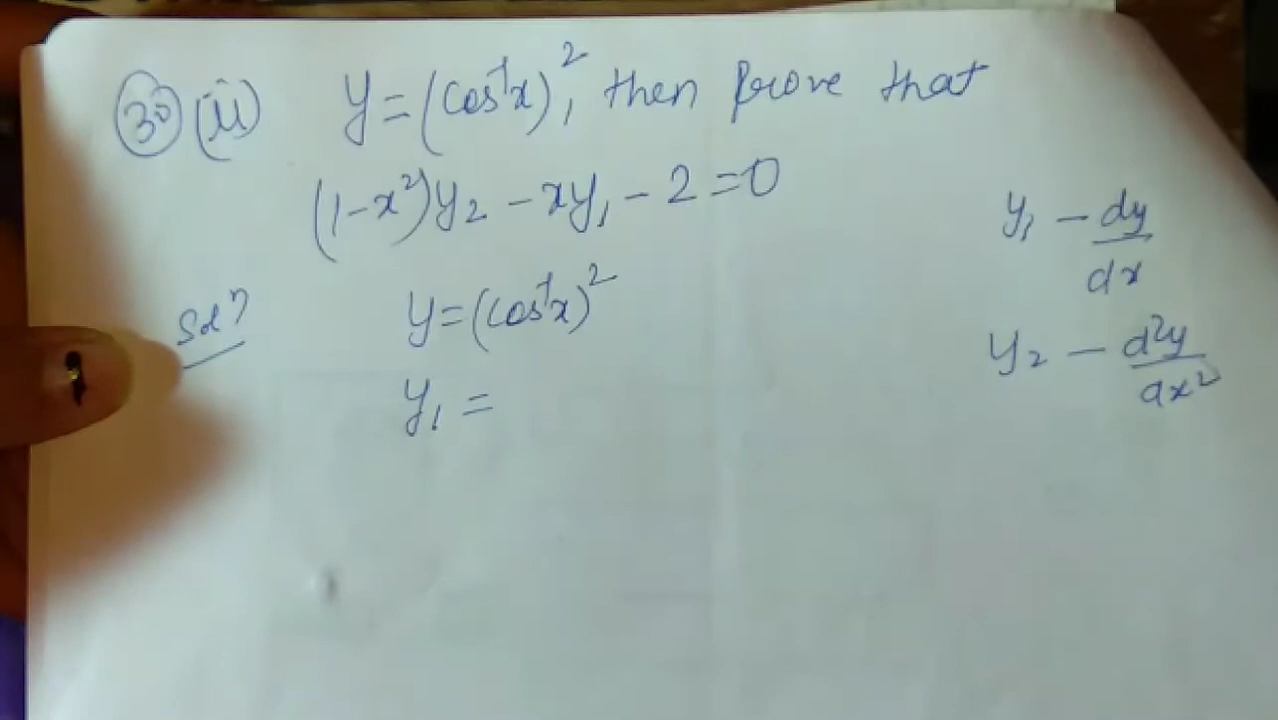 30 (ii) y = (cos⁻¹x)², then prove that
(1-x²)y₂ - xy₁ - 2 = 0
y₁ - dy/dx
Solⁿ y = (cos⁻¹x)²
y₂ - d²y/dx²
y₁ =